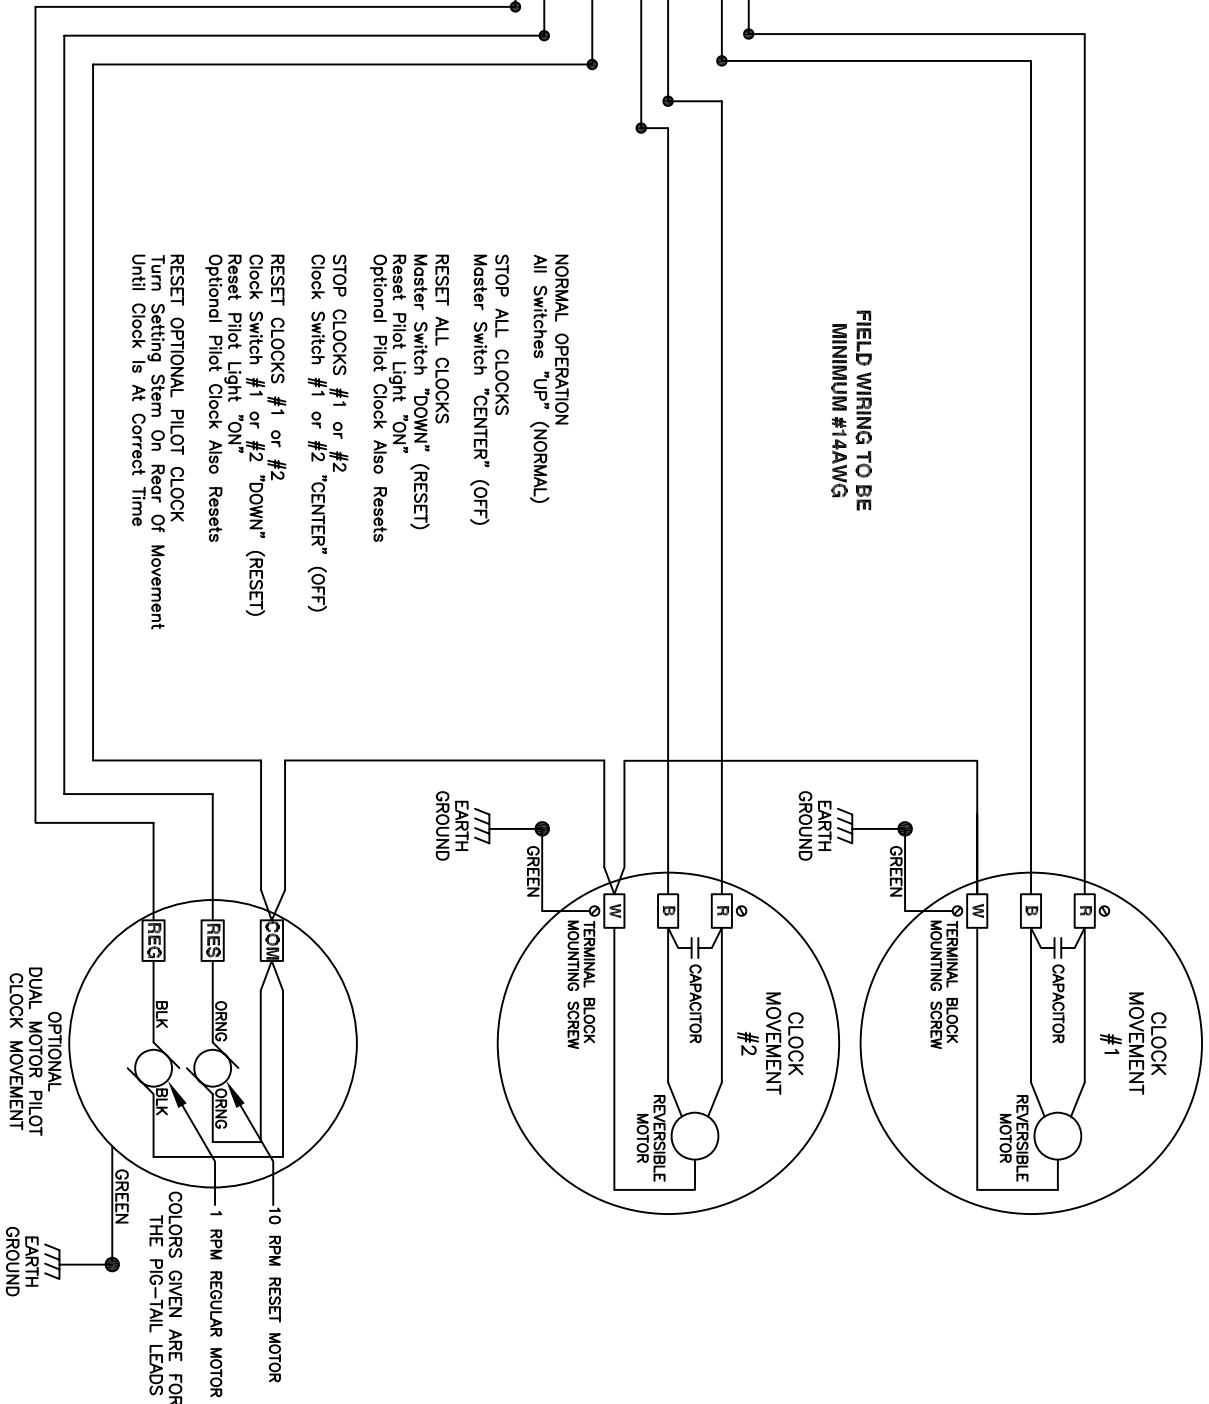 FIELD WIRING TO BE
MINIMUM #14AWG
NORMAL OPERATION
All Switches "UP" (NORMAL)
STOP ALL CLOCKS
Master Switch "CENTER" (OFF)
RESET ALL CLOCKS
Master Switch "DOWN" (RESET)
Reset Pilot Light "ON"
Optional Pilot Clock Also Resets
STOP CLOCKS #1 or #2
Clock Switch #1 or #2 "CENTER" (OFF)
RESET CLOCKS #1 or #2
Clock Switch #1 or #2 "DOWN" (RESET)
Reset Pilot Light "ON"
Optional Pilot Clock Also Resets
RESET OPTIONAL PILOT CLOCK
Turn Setting Stem On Rear Of Movement
Until Clock Is At Correct Time
CLOCK
MOVEMENT
#1
R
B
W
CAPACITOR
REVERSIBLE
MOTOR
TERMINAL BLOCK
MOUNTING SCREW
GREEN
EARTH
GROUND
CLOCK
MOVEMENT
#2
R
B
W
CAPACITOR
REVERSIBLE
MOTOR
TERMINAL BLOCK
MOUNTING SCREW
GREEN
EARTH
GROUND
COM
RES
REG
ORNG
ORNG
BLK
BLK
10 RPM RESET MOTOR
1 RPM REGULAR MOTOR
COLORS GIVEN ARE FOR
THE PIG-TAIL LEADS
GREEN
EARTH
GROUND
OPTIONAL
DUAL MOTOR PILOT
CLOCK MOVEMENT